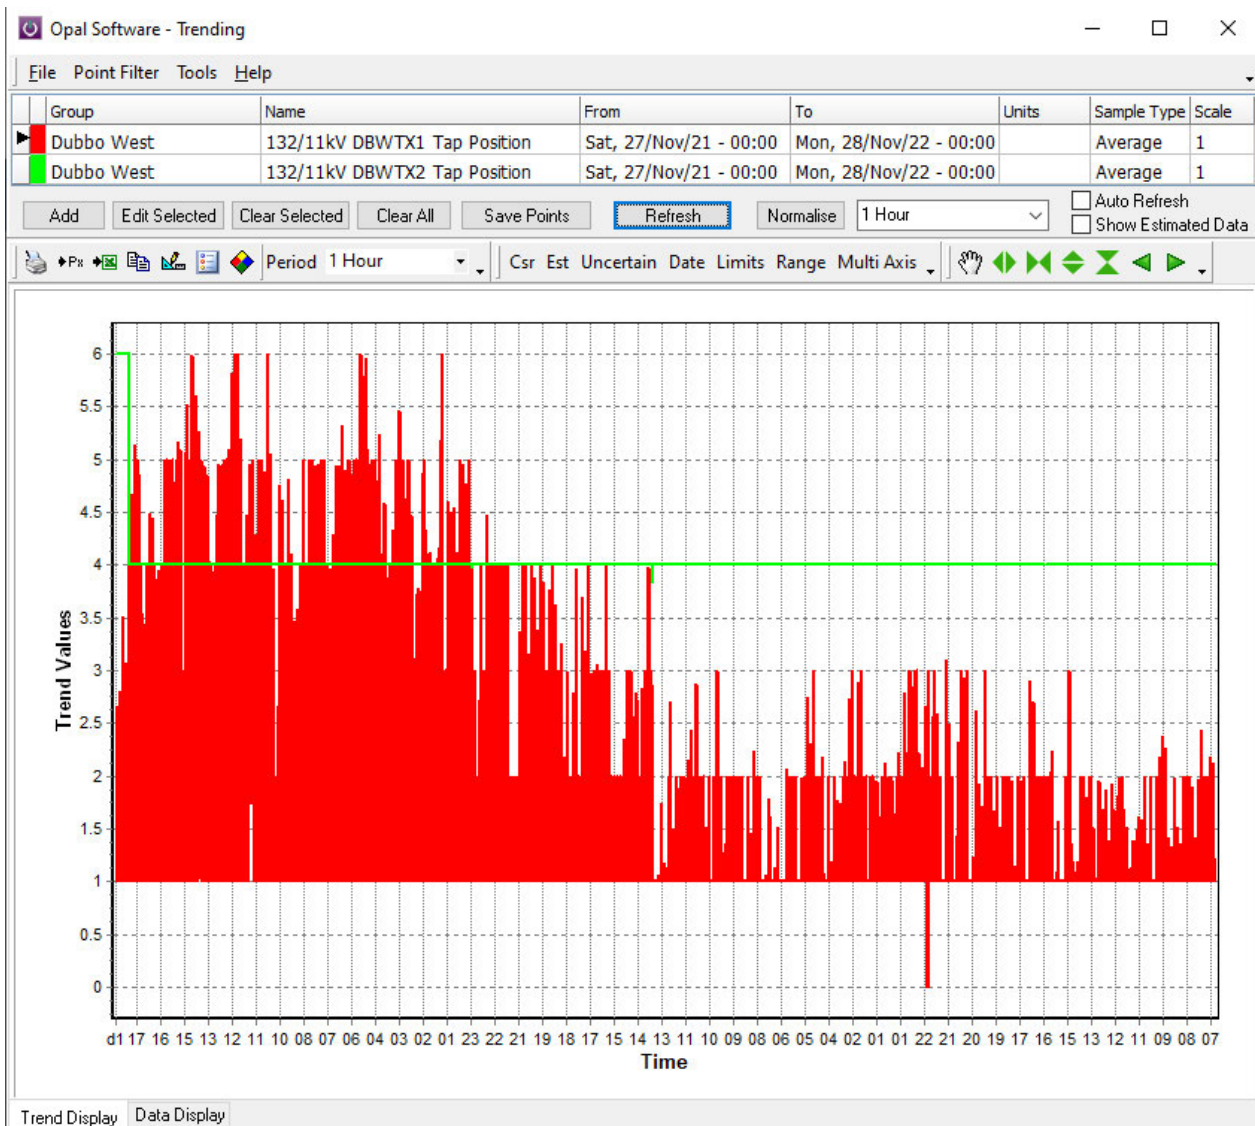 Opal Software - Trending
File Point Filter Tools Help
Group Name From To Units Sample Type Scale
Dubbo West 132/11kV DBWTX1 Tap Position Sat, 27/Nov/21 - 00:00 Mon, 28/Nov/22 - 00:00 Average 1
Dubbo West 132/11kV DBWTX2 Tap Position Sat, 27/Nov/21 - 00:00 Mon, 28/Nov/22 - 00:00 Average 1
Add Edit Selected Clear Selected Clear All Save Points Refresh Normalise 1 Hour Auto Refresh
Show Estimated Data
Px Period 1 Hour Csr Est Uncertain Date Limits Range Multi Axis
6
5.5
5
4.5
4
3.5
3
2.5
2
1.5
1
0.5
0
Trend Values
d1 17 16 15 13 12 11 10 08 07 06 04 03 02 01 23 22 21 19 18 17 15 14 13 11 10 09 08 06 05 04 02 01 01 22 21 20 19 17 16 15 13 12 11 09 08 07
Time
Trend Display Data Display